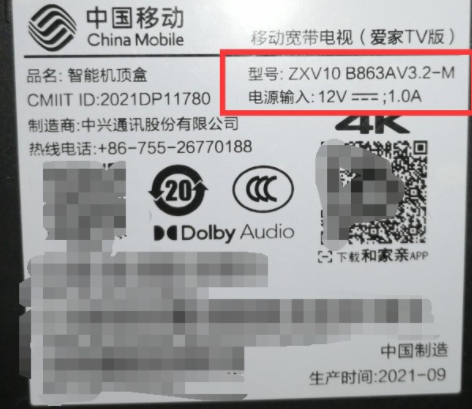 中国移动
China Mobile
移动宽带电视（爱家TV版）
品名: 智能机顶盒
型号: ZXV10 B863AV3.2-M
CMIIT ID:2021DP11780
电源输入: 12V ⎓ ;1.0A
制造商: 中兴通讯股份有限公司
4K
热线电话:+86-755-26770188
20
CCC
Dolby Audio
下载和家亲APP
中国制造
生产时间: 2021-09